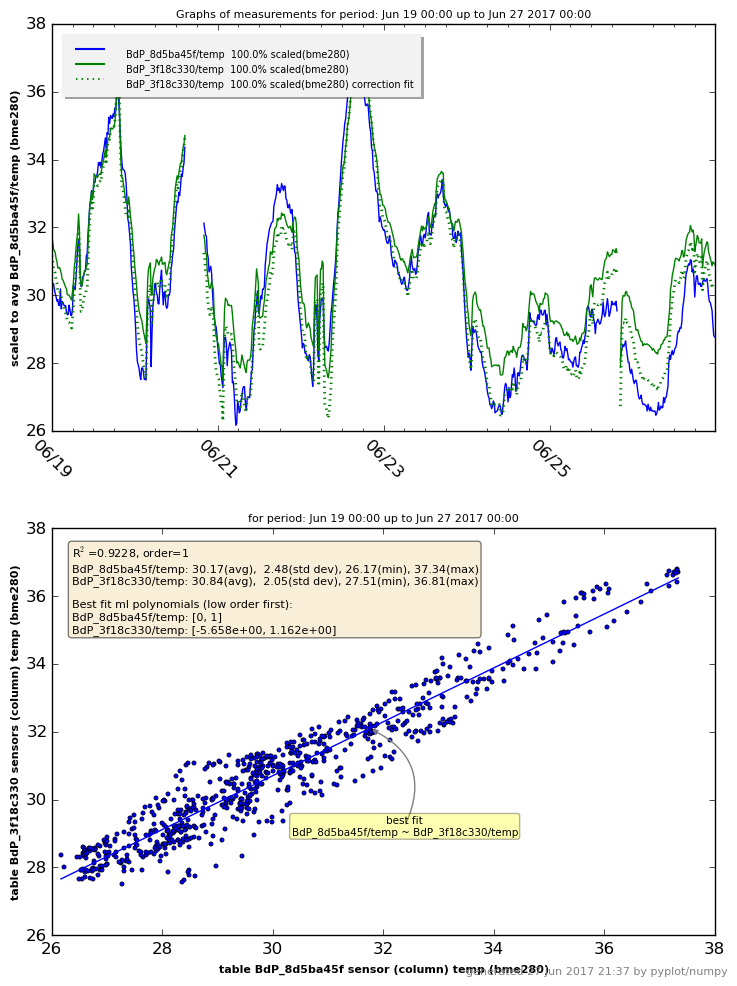 Graphs of measurements for period: Jun 19 00:00 up to Jun 27 2017 00:00
38
36
34
32
30
28
26
scaled to avg BdP_8d5ba45f/temp (bme280)
BdP_8d5ba45f/temp 100.0% scaled(bme280)
BdP_3f18c330/temp 100.0% scaled(bme280)
BdP_3f18c330/temp 100.0% scaled(bme280) correction fit
06/19
06/21
06/23
06/25
for period: Jun 19 00:00 up to Jun 27 2017 00:00
38
36
34
32
30
28
26
table BdP_3f18c330 sensors (column) temp (bme280)
R² =0.9228, order=1
BdP_8d5ba45f/temp: 30.17(avg), 2.48(std dev), 26.17(min), 37.34(max)
BdP_3f18c330/temp: 30.84(avg), 2.05(std dev), 27.51(min), 36.81(max)
Best fit ml polynomials (low order first):
BdP_8d5ba45f/temp: [0, 1]
BdP_3f18c330/temp: [-5.658e+00, 1.162e+00]
best fit
BdP_8d5ba45f/temp ~ BdP_3f18c330/temp
26 28 30 32 34 36 38
table BdP_8d5ba45f sensor (column) temp (bme280)
Jun 2017 21:37 by pyplot/numpy